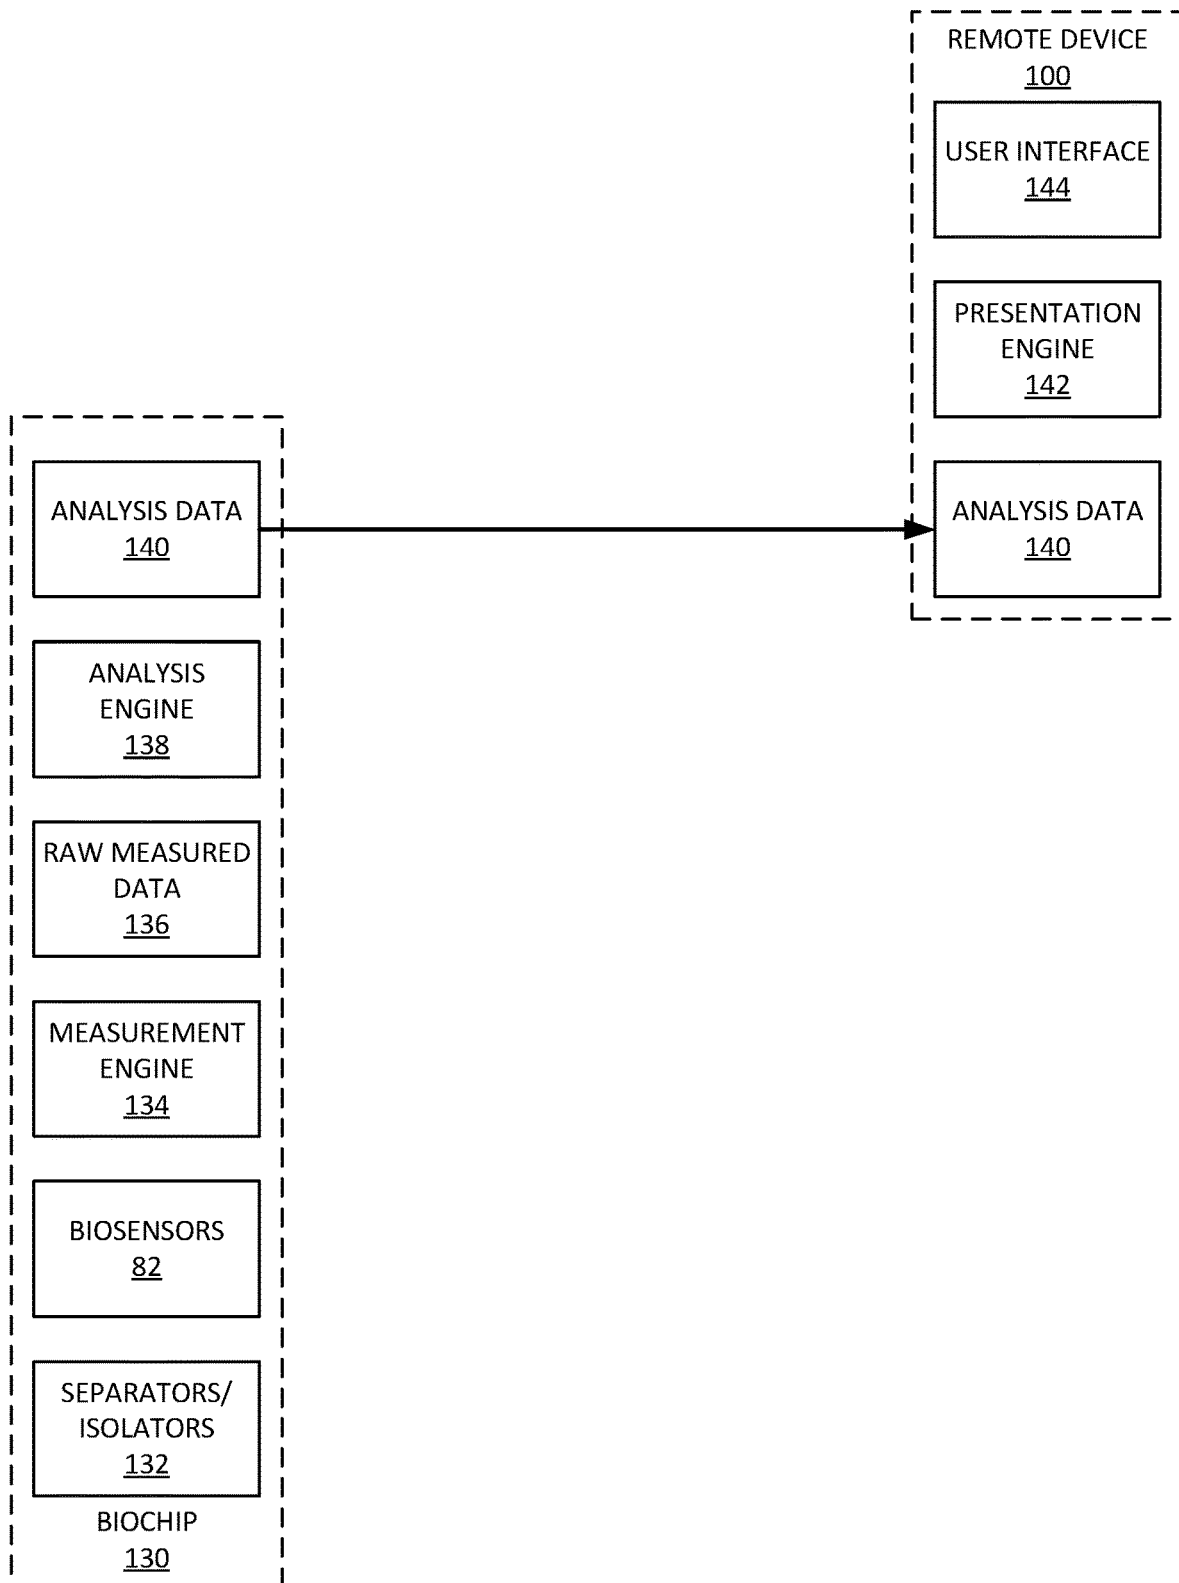 REMOTE DEVICE
100
USER INTERFACE
144
PRESENTATION
ENGINE
142
ANALYSIS DATA
140
ANALYSIS DATA
140
ANALYSIS
ENGINE
138
RAW MEASURED
DATA
136
MEASUREMENT
ENGINE
134
BIOSENSORS
82
SEPARATORS/
ISOLATORS
132
BIOCHIP
130